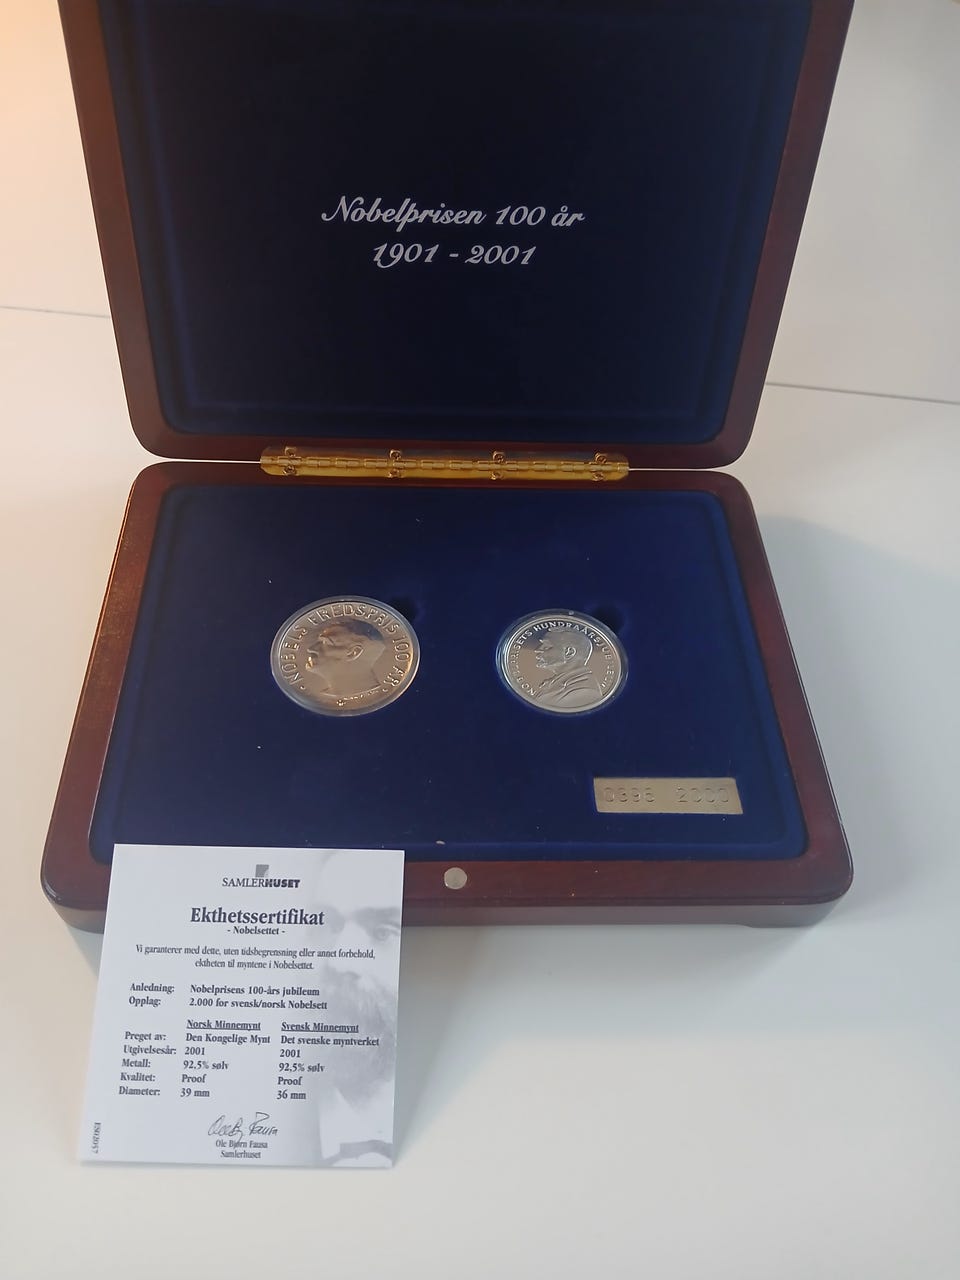 Nobelprisen 100 år
1901 - 2001
NOBELS FREDSPRIS 100 ÅR
NOBELPRISETS HUNDRAÅRSJUBILEUM
2000
SAMLERHUSET
Ekthetssertifikat
- Nobelsettet -
Vi garanterer med dette, uten tidsbegrensning eller annet forbehold,
ektheten til myntene i Nobelsettet.
Anledning: Nobelprisens 100-års jubileum
Opplag: 2.000 for svensk/norsk Nobelsett
Norsk Minnemynt Svensk Minnemynt
Preget av: Den Kongelige Mynt Det svenske myntverket
Utgivelsesår: 2001 2001
Metall: 92,5% sølv 92,5% sølv
Kvalitet: Proof Proof
Diameter: 39 mm 36 mm
Ole Bjørn Fausa
Samlerhuset